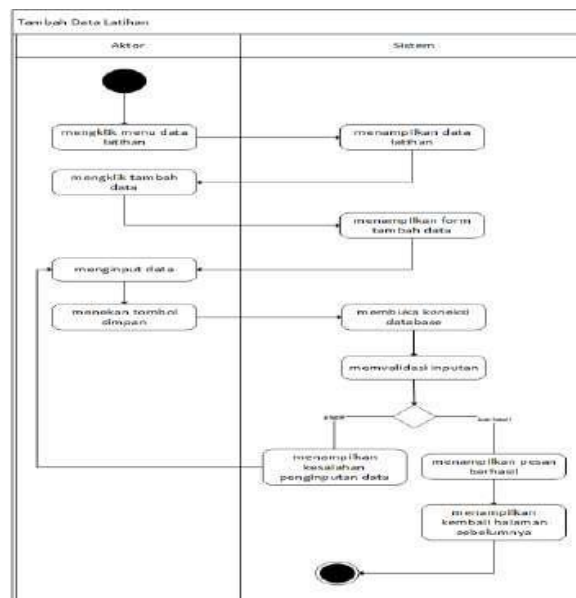 Tambah Data Latihan
Aktor
Sistem
mengklik menu data
latihan
menampilkan data
latihan
mengklik tambah
data
menampilkan form
tambah data
menginput data
menekan tombol
simpan
membuka koneksi
database
memvalidasi inputan
menampilkan
kesalahan
penginputan data
menampilkan pesan
berhasil
menampilkan
kembali halaman
sebelumnya